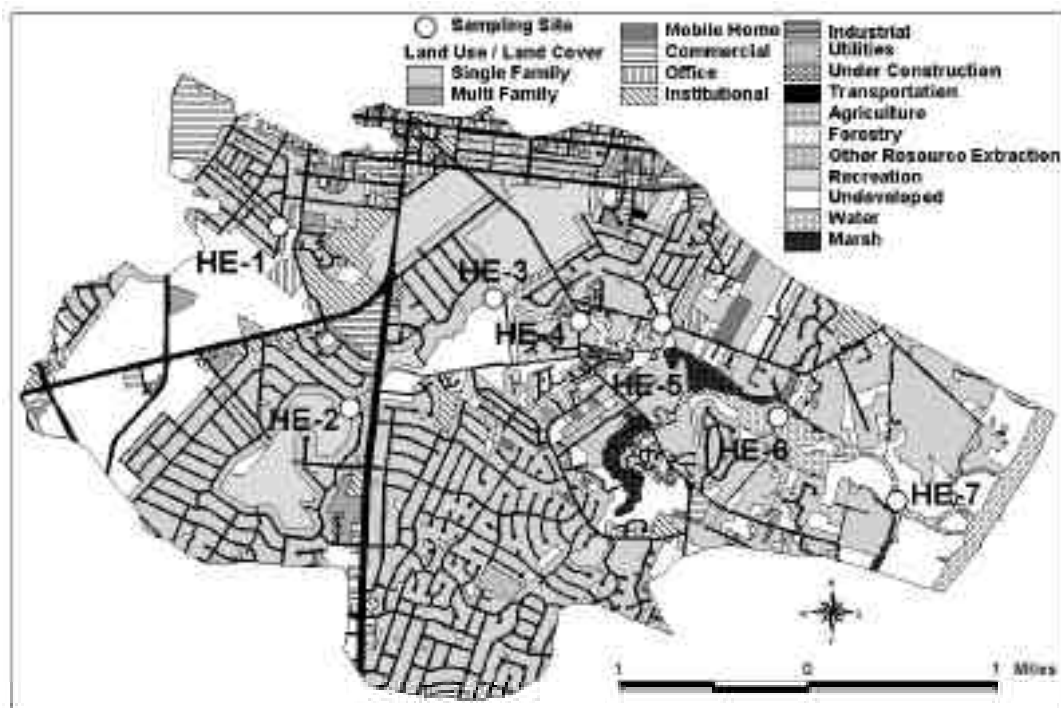 Sampling Site
Land Use / Land Cover
Single Family
Multi Family
Mobile Home
Commercial
Office
Institutional
Industrial
Utilities
Under Construction
Transportation
Agriculture
Forestry
Other Resource Extraction
Recreation
Undeveloped
Water
Marsh
HE-1
HE-3
HE-4
HE-5
HE-2
HE-6
HE-7
1 0 1 Miles